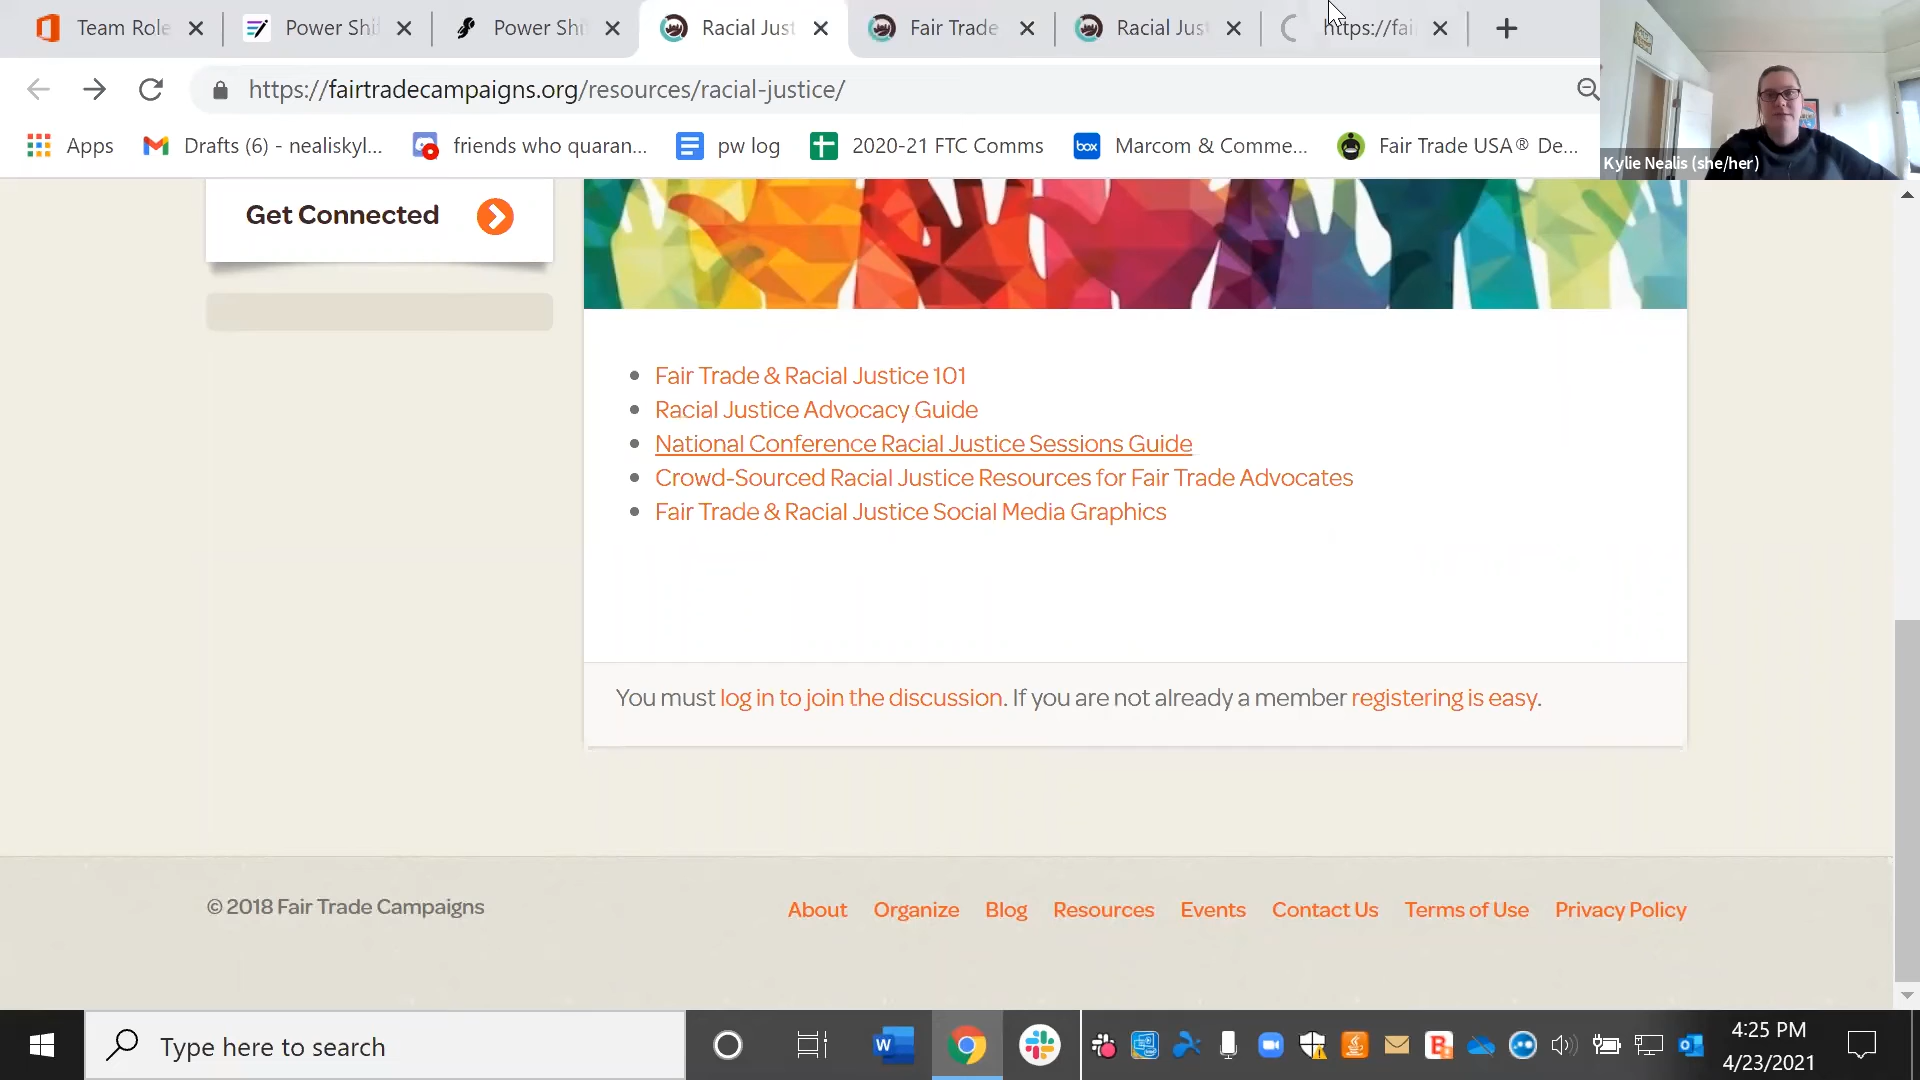 Team Role
Power Shi
Power Shi
Racial Just
Fair Trade
Racial Just
https://fai
https://fairtradecampaigns.org/resources/racial-justice/
Apps
Drafts (6) - nealiskyl...
friends who quaran...
pw log
2020-21 FTC Comms
box
Marcom & Comme...
Fair Trade USA® De...
Kylie Nealis (she/her)
Get Connected
Fair Trade & Racial Justice 101
Racial Justice Advocacy Guide
National Conference Racial Justice Sessions Guide
Crowd-Sourced Racial Justice Resources for Fair Trade Advocates
Fair Trade & Racial Justice Social Media Graphics
You must log in to join the discussion. If you are not already a member registering is easy.
© 2018 Fair Trade Campaigns
About
Organize
Blog
Resources
Events
Contact Us
Terms of Use
Privacy Policy
Type here to search
4:25 PM
4/23/2021